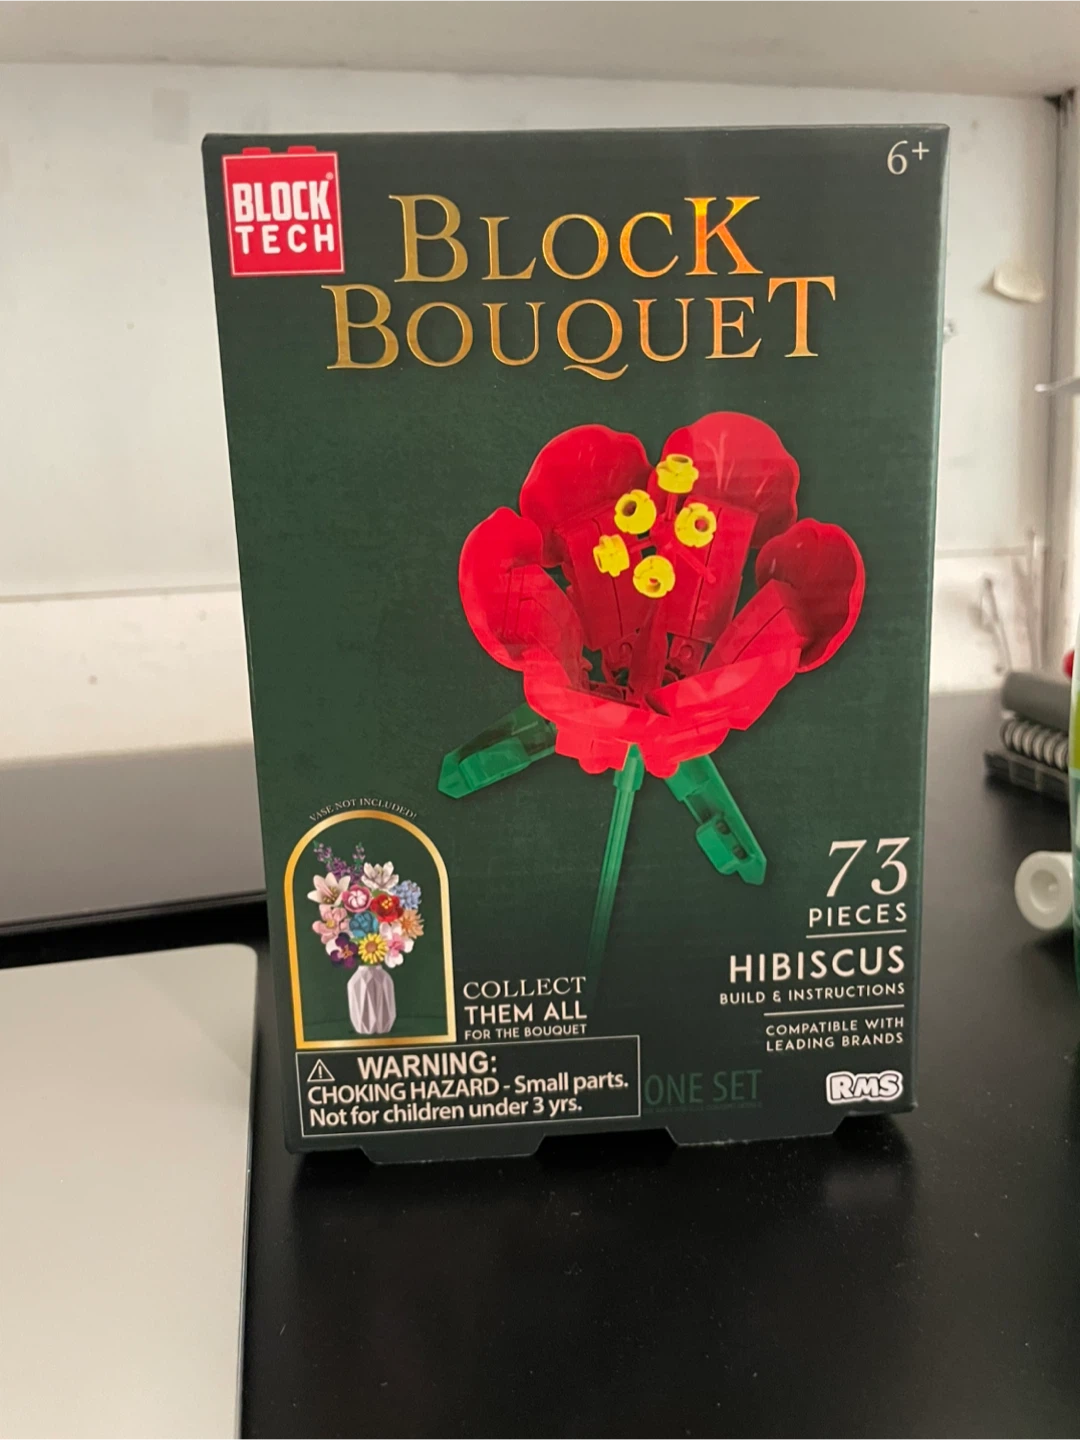 BLOCK
TECH
6+
BLOCK
BOUQUET
VASE NOT INCLUDED!
73
PIECES
HIBISCUS
BUILD & INSTRUCTIONS
COMPATIBLE WITH
LEADING BRANDS
COLLECT
THEM ALL
FOR THE BOUQUET
WARNING:
CHOKING HAZARD - Small parts.
Not for children under 3 yrs.
ONE SET
RMS